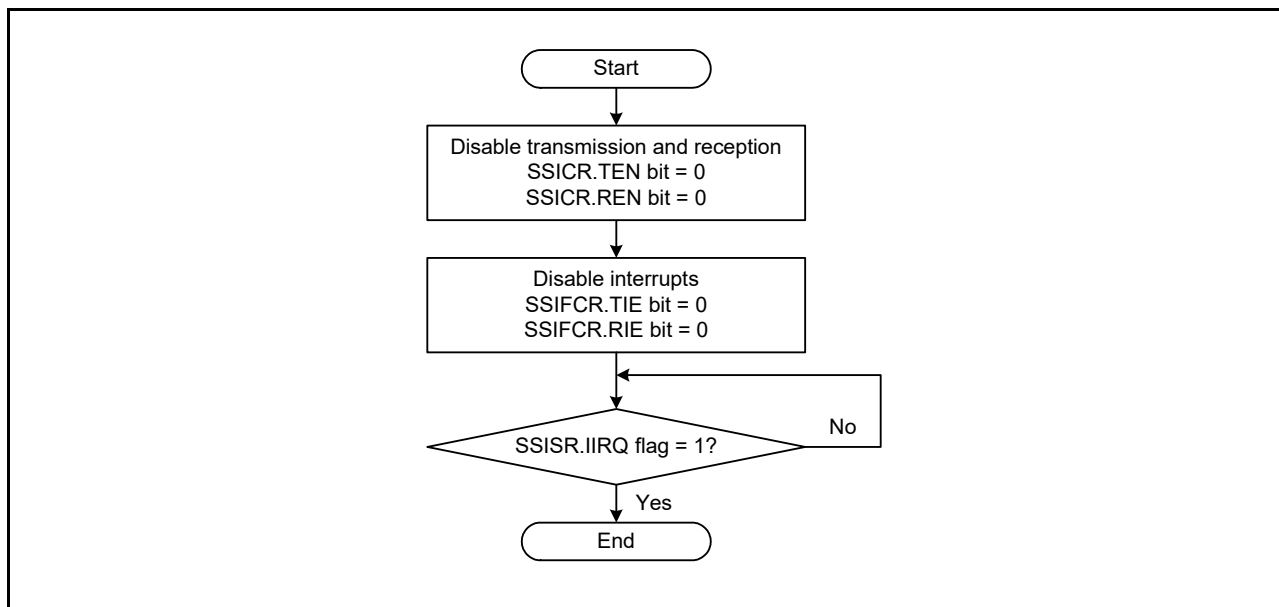 Start
Disable transmission and reception
SSICR.TEN bit = 0
SSICR.REN bit = 0
Disable interrupts
SSIFCR.TIE bit = 0
SSIFCR.RIE bit = 0
No
SSISR.IIRQ flag = 1?
Yes
End